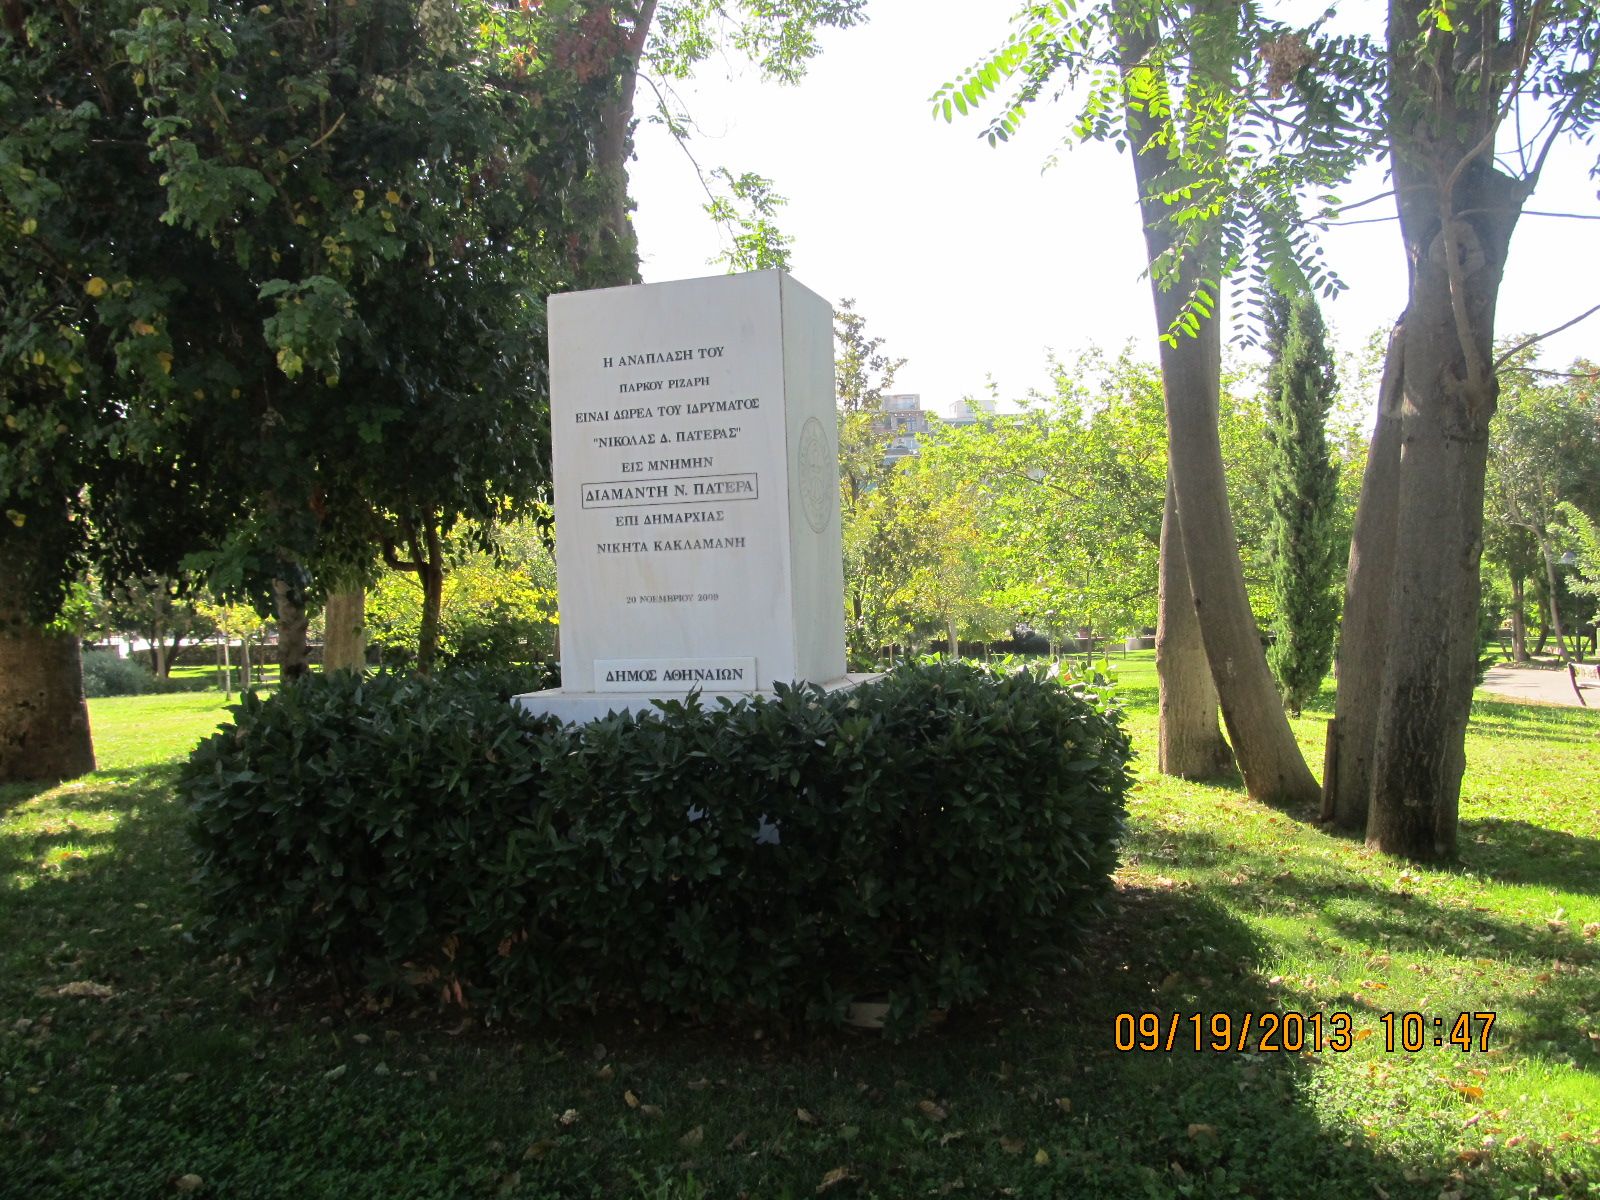 Η ΑΝΑΠΛΑΣΗ ΤΟΥ
ΠΑΡΚΟΥ ΡΙΖΑΡΗ
ΕΙΝΑΙ ΔΩΡΕΑ ΤΟΥ ΙΔΡΥΜΑΤΟΣ
"ΝΙΚΟΛΑΣ Δ. ΠΑΤΕΡΑΣ"
ΕΙΣ ΜΝΗΜΗΝ
ΔΙΑΜΑΝΤΗ Ν. ΠΑΤΕΡΑ
ΕΠΙ ΔΗΜΑΡΧΙΑΣ
ΝΙΚΗΤΑ ΚΑΚΛΑΜΑΝΗ
20 ΝΟΕΜΒΡΙΟΥ 2009
ΔΗΜΟΣ ΑΘΗΝΑΙΩΝ
09/19/2013 10:47